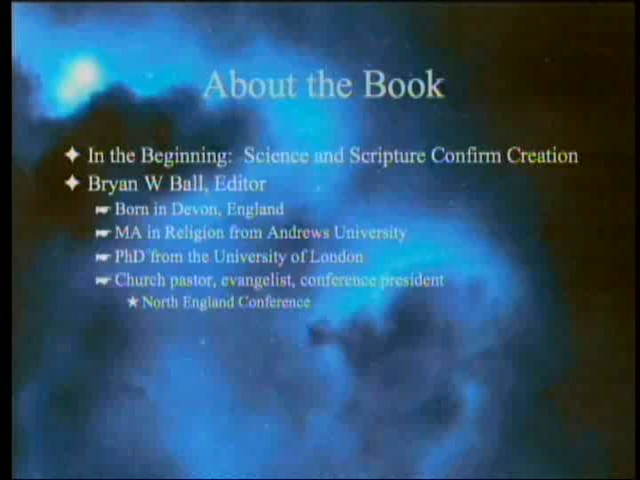 About the Book
In the Beginning: Science and Scripture Confirm Creation
Bryan W Ball, Editor
Born in Devon, England
MA in Religion from Andrews University
PhD from the University of London
Church pastor, evangelist, conference president
North England Conference